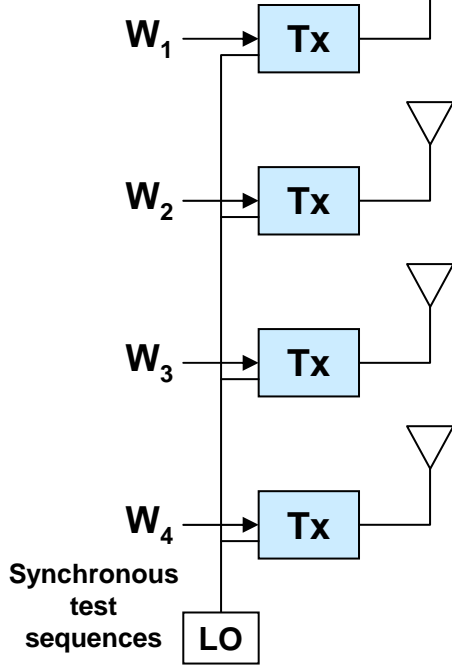 W₁ Tx
W₂ Tx
W₃ Tx
W₄ Tx
Synchronous
test
sequences LO